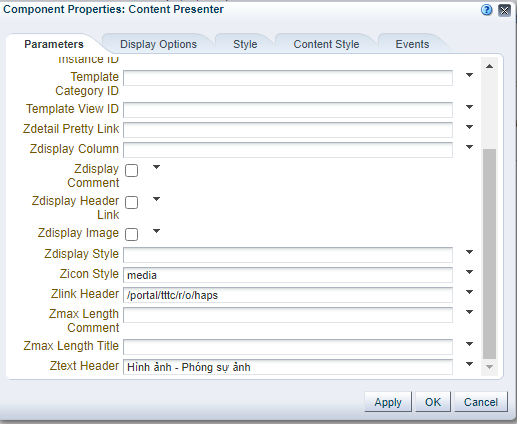 Component Properties: Content Presenter
Parameters
Display Options
Style
Content Style
Events
Instance ID
Template
Category ID
Template View ID
Zdetail Pretty Link
Zdisplay Column
Zdisplay
Comment
Zdisplay Header
Link
Zdisplay Image
Zdisplay Style
Zicon Style media
Zlink Header /portal/tttc/r/o/haps
Zmax Length
Comment
Zmax Length Title
Ztext Header Hình ảnh - Phóng sự ảnh
Apply OK Cancel